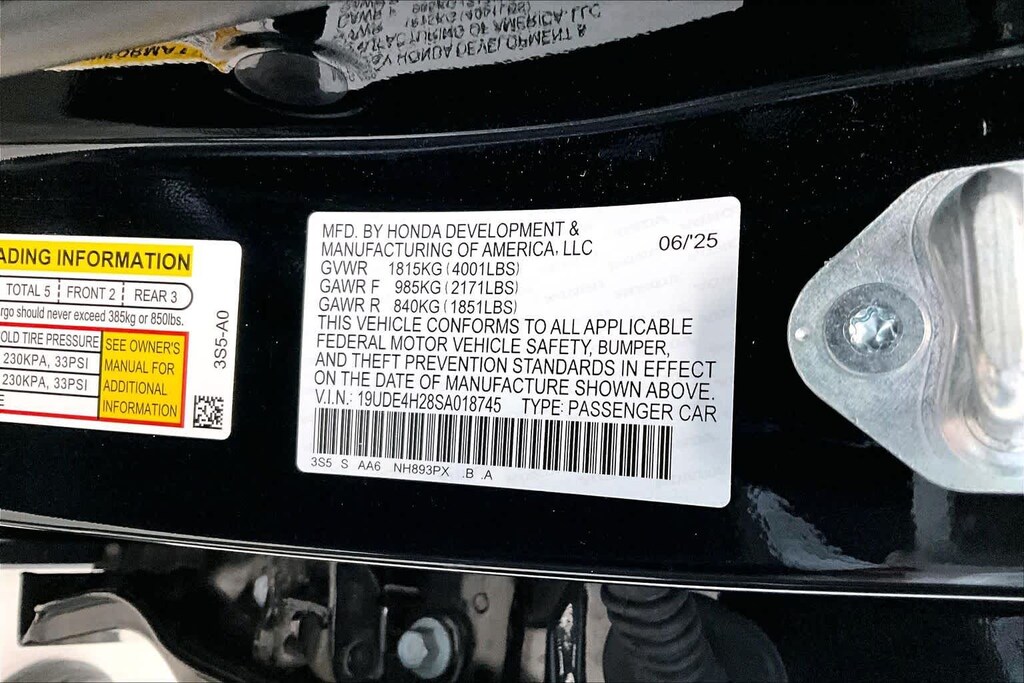 ADING INFORMATION
TOTAL 5 FRONT 2 REAR 3
rgo should never exceed 385kg or 850lbs.
OLD TIRE PRESSURE
230KPA, 33PSI
230KPA, 33PSI
SEE OWNER'S
MANUAL FOR
ADDITIONAL
INFORMATION
3S5-A0
MFD. BY HONDA DEVELOPMENT &
MANUFACTURING OF AMERICA, LLC
06/'25
GVWR 1815KG (4001LBS)
GAWR F 985KG (2171LBS)
GAWR R 840KG (1851LBS)
THIS VEHICLE CONFORMS TO ALL APPLICABLE
FEDERAL MOTOR VEHICLE SAFETY, BUMPER,
AND THEFT PREVENTION STANDARDS IN EFFECT
ON THE DATE OF MANUFACTURE SHOWN ABOVE.
V.I.N.: 19UDE4H28SA018745 TYPE: PASSENGER CAR
3S5 S AA6 NH893PX .B .A